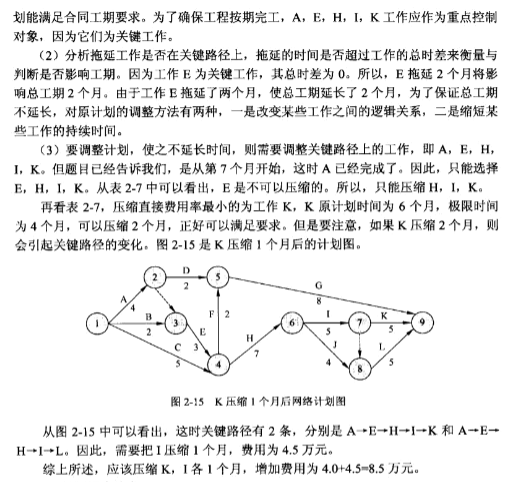 划能满足合同工期要求。为了确保工程按期完工，A，E，H，I，K 工作应作为重点控制
对象，因为它们为关键工作。
（2）分析拖延工作是否在关键路径上，拖延的时间是否超过工作的总时差来衡量与
判断是否影响工期。因为工作 E 为关键工作，其总时差为 0。所以，E 拖延 2 个月将影
响总工期 2 个月。由于工作 E 拖延了两个月，使总工期延长了 2 个月，为了保证总工期
不延长，对原计划的调整方法有两种，一是改变某些工作之间的逻辑关系，二是缩短某
些工作的持续时间。
（3）要调整计划，使之不延长时间，则需要调整关键路径上的工作，即 A，E，H，
I，K。但题目已经告诉我们，是从第 7 个月开始，这时 A 已经完成了。因此，只能选择
E，H，I，K。从表 2-7 中可以看出，E 是不可以压缩的。所以，只能压缩 H，I，K。
再看表 2-7，压缩直接费用率最小的为工作 K，K 原计划时间为 6 个月，极限时间
为 4 个月，可以压缩 2 个月，正好可以满足要求。但是要注意，如果 K 压缩 2 个月，则
会引起关键路径的变化。图 2-15 是 K 压缩 1 个月后的计划图。
2 D 2 5
G 8
A 4
1 B 2 3
F 2
E 3
C 5
4
H 7
6 I 5 7 K 5 9
J 4
L 5
8
图 2-15 K 压缩 1 个月后网络计划图
从图 2-15 中可以看出，这时关键路径有 2 条，分别是 A→E→H→I→K 和 A→E→
H→I→L。因此，需要把 I 压缩 1 个月，费用为 4.5 万元。
综上所述，应该压缩 K，I 各 1 个月，增加费用为 4.0+4.5=8.5 万元。